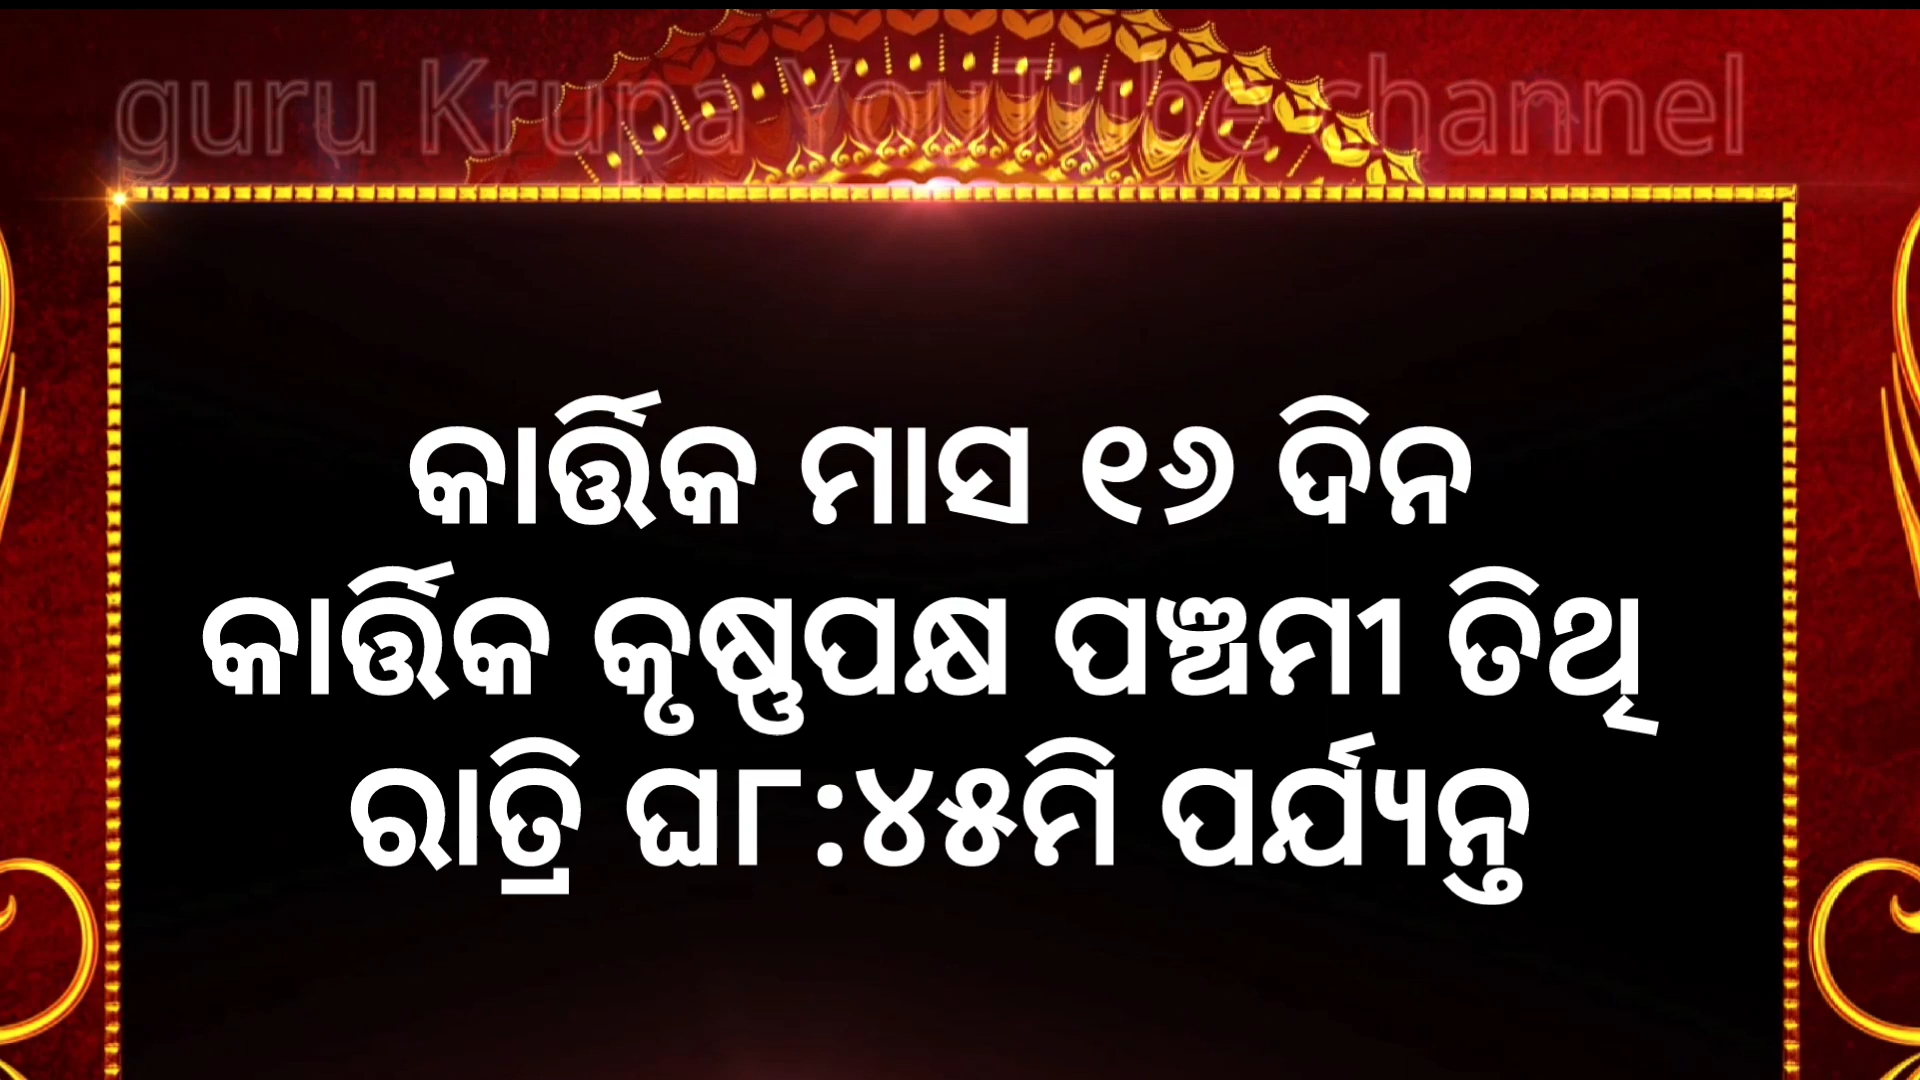 guru Krupa YouTube channel
କାର୍ତ୍ତିକ ମାସ ୧୬ ଦିନ
କାର୍ତ୍ତିକ କୃଷ୍ଣପକ୍ଷ ପଞ୍ଚମୀ ତିଥି
ରାତ୍ରି ଘ୮:୪୫ମି ପର୍ଯ୍ୟନ୍ତ